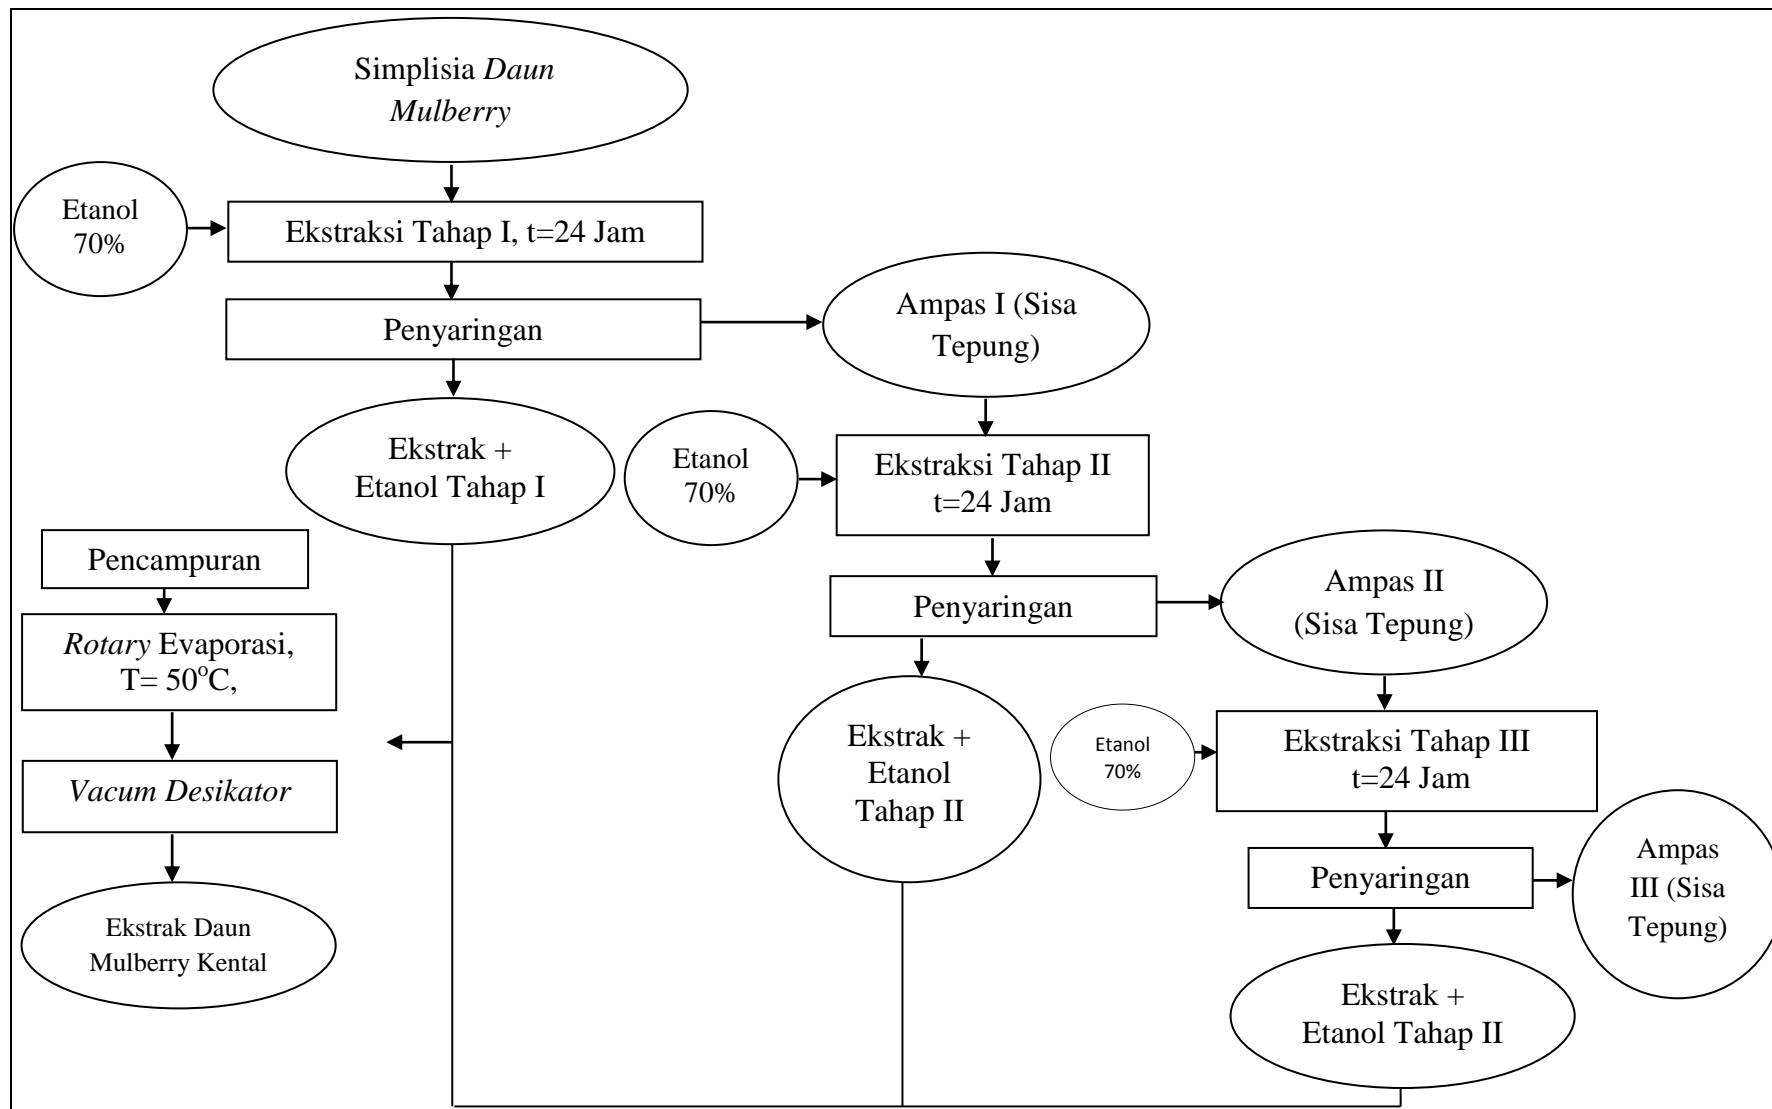 Simplisia Daun
Mulberry
Etanol
70%
Ekstraksi Tahap I, t=24 Jam
Penyaringan
Ampas I (Sisa
Tepung)
Ekstrak +
Etanol Tahap I
Etanol
70%
Ekstraksi Tahap II
t=24 Jam
Pencampuran
Penyaringan
Ampas II
(Sisa Tepung)
Rotary Evaporasi,
T= 50°C,
Ekstrak +
Etanol
Tahap II
Etanol
70%
Ekstraksi Tahap III
t=24 Jam
Vacum Desikator
Penyaringan
Ampas
III (Sisa
Tepung)
Ekstrak Daun
Mulberry Kental
Ekstrak +
Etanol Tahap II